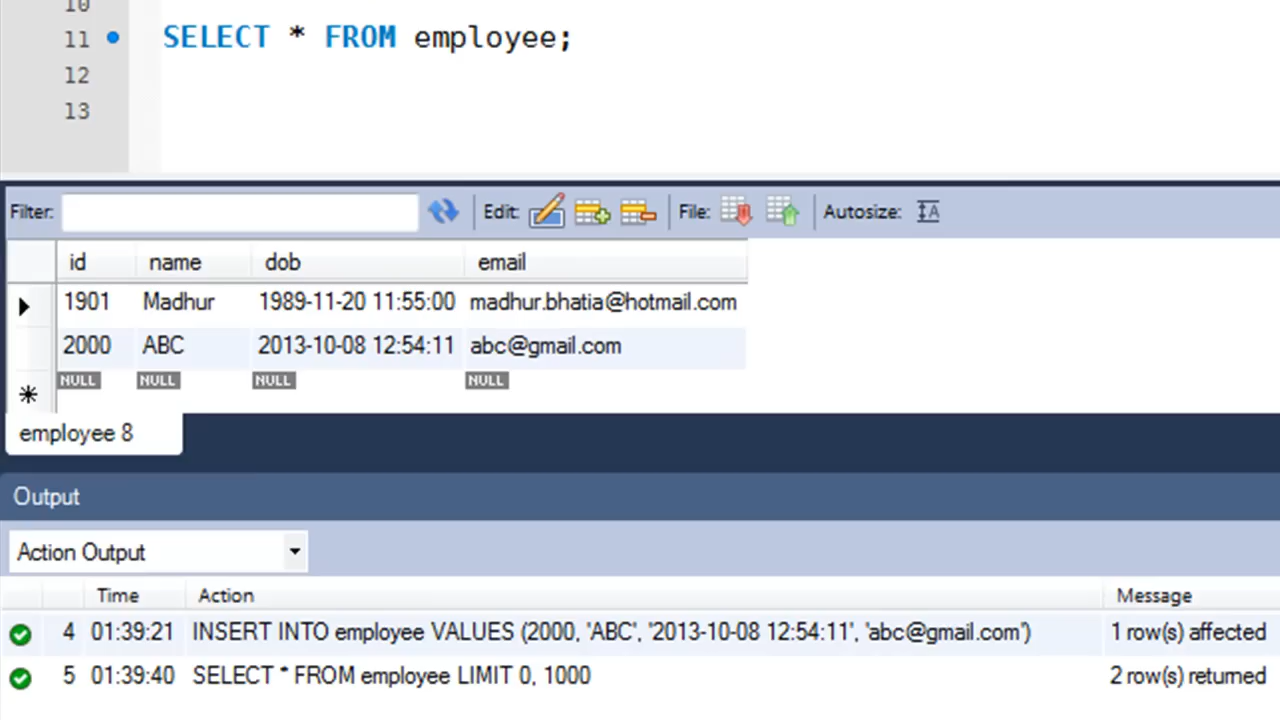 10
11 SELECT * FROM employee;
12
13
Filter: Edit: File: Autosize:
id name dob email
1901 Madhur 1989-11-20 11:55:00 madhur.bhatia@hotmail.com
2000 ABC 2013-10-08 12:54:11 abc@gmail.com
NULL NULL NULL NULL
employee 8
Output
Action Output
Time Action Message
4 01:39:21 INSERT INTO employee VALUES (2000, 'ABC', '2013-10-08 12:54:11', 'abc@gmail.com') 1 row(s) affected
5 01:39:40 SELECT * FROM employee LIMIT 0, 1000 2 row(s) returned